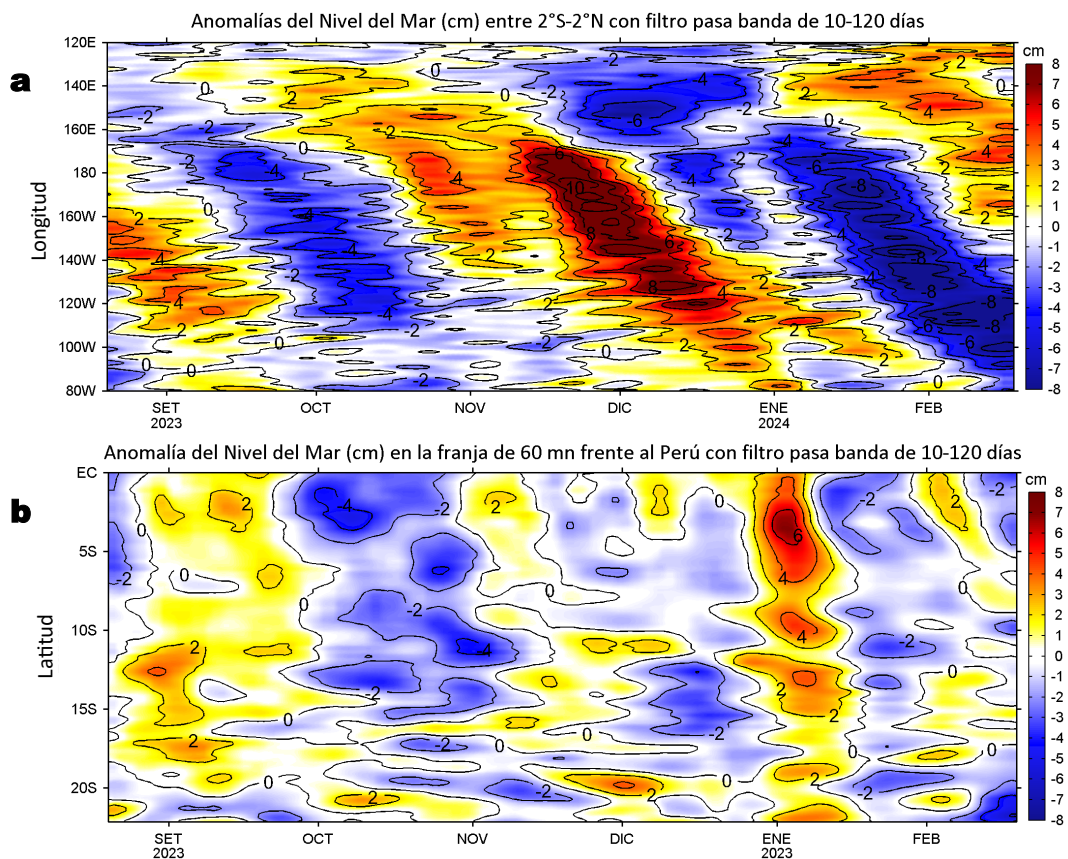 Anomalías del Nivel del Mar (cm) entre 2°S-2°N con filtro pasa banda de 10-120 días
a
Longitud
120E
140E
160E
180
160W
140W
120W
100W
80W
SET
2023
OCT
NOV
DIC
ENE
2024
FEB
cm
8
7
6
5
4
3
2
1
0
-1
-2
-3
-4
-5
-6
-7
-8
Anomalía del Nivel del Mar (cm) en la franja de 60 mn frente al Perú con filtro pasa banda de 10-120 días
b
Latitud
EC
5S
10S
15S
20S
SET
2023
OCT
NOV
DIC
ENE
2023
FEB
cm
8
7
6
5
4
3
2
1
0
-1
-2
-3
-4
-5
-6
-7
-8